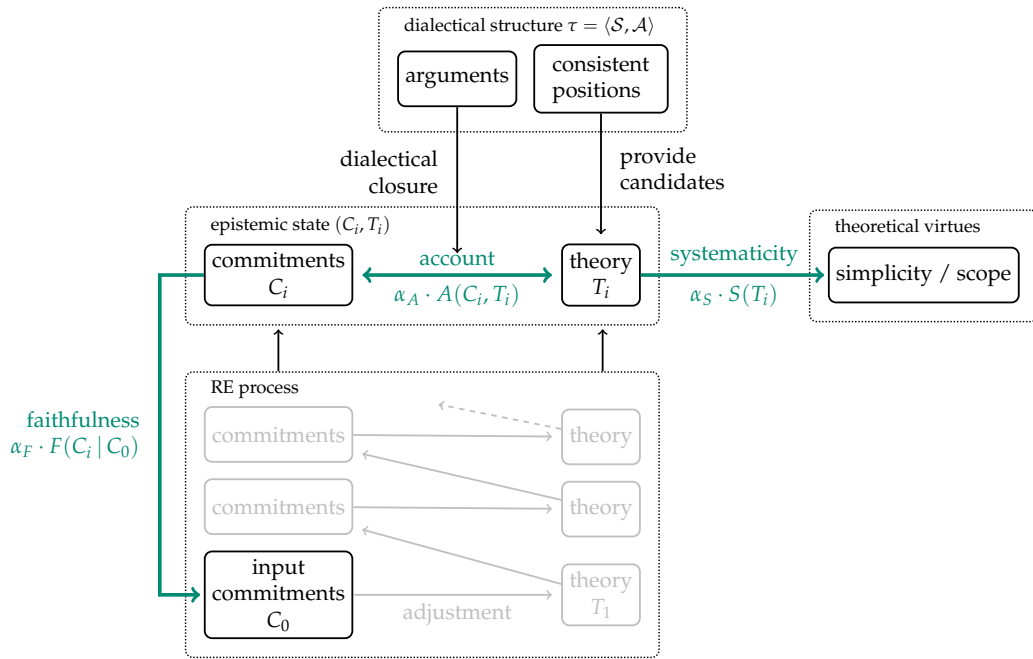 dialectical structure τ = ⟨𝒮, 𝒜⟩
arguments
consistent
positions
dialectical
closure
provide
candidates
epistemic state (C_i, T_i)
theoretical virtues
commitments
C_i
account
α_A · A(C_i, T_i)
theory
T_i
systematicity
α_S · S(T_i)
simplicity / scope
RE process
faithfulness
α_F · F(C_i | C_0)
commitments
theory
commitments
theory
input
commitments
C_0
adjustment
theory
T_1